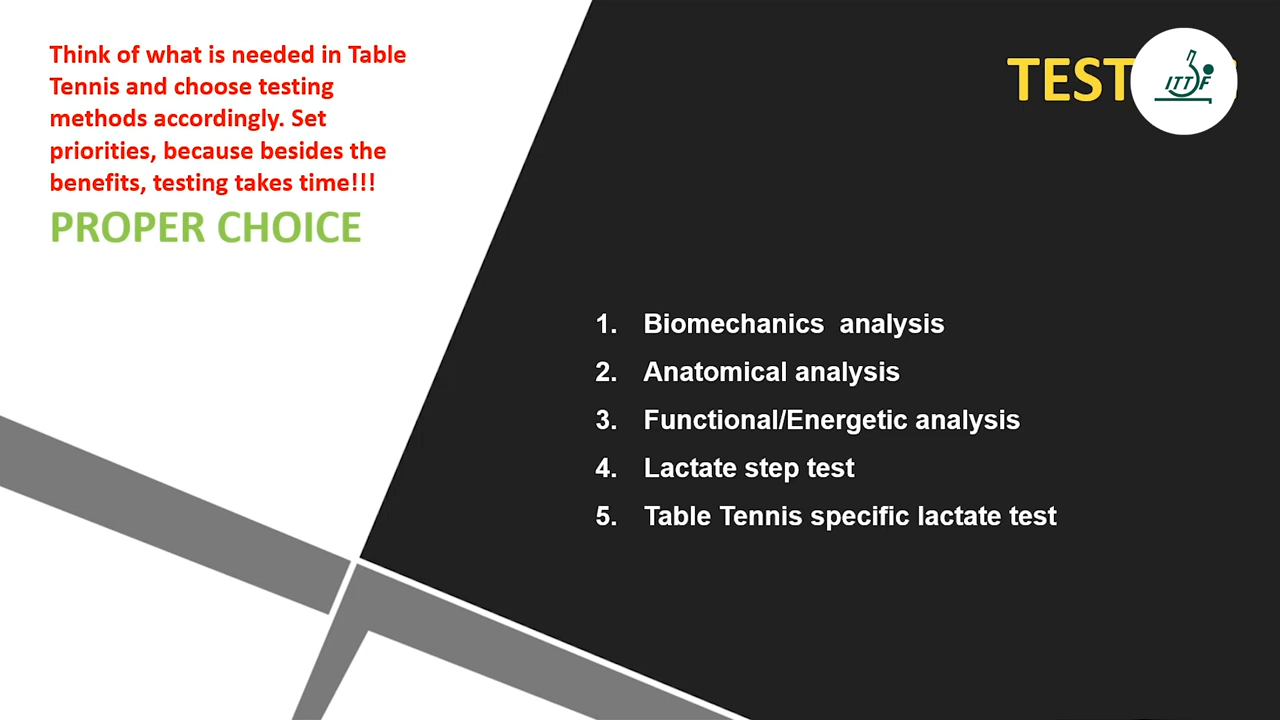 Think of what is needed in Table
Tennis and choose testing
methods accordingly. Set
priorities, because besides the
benefits, testing takes time!!!
PROPER CHOICE
TEST
ITTF
1. Biomechanics analysis
2. Anatomical analysis
3. Functional/Energetic analysis
4. Lactate step test
5. Table Tennis specific lactate test